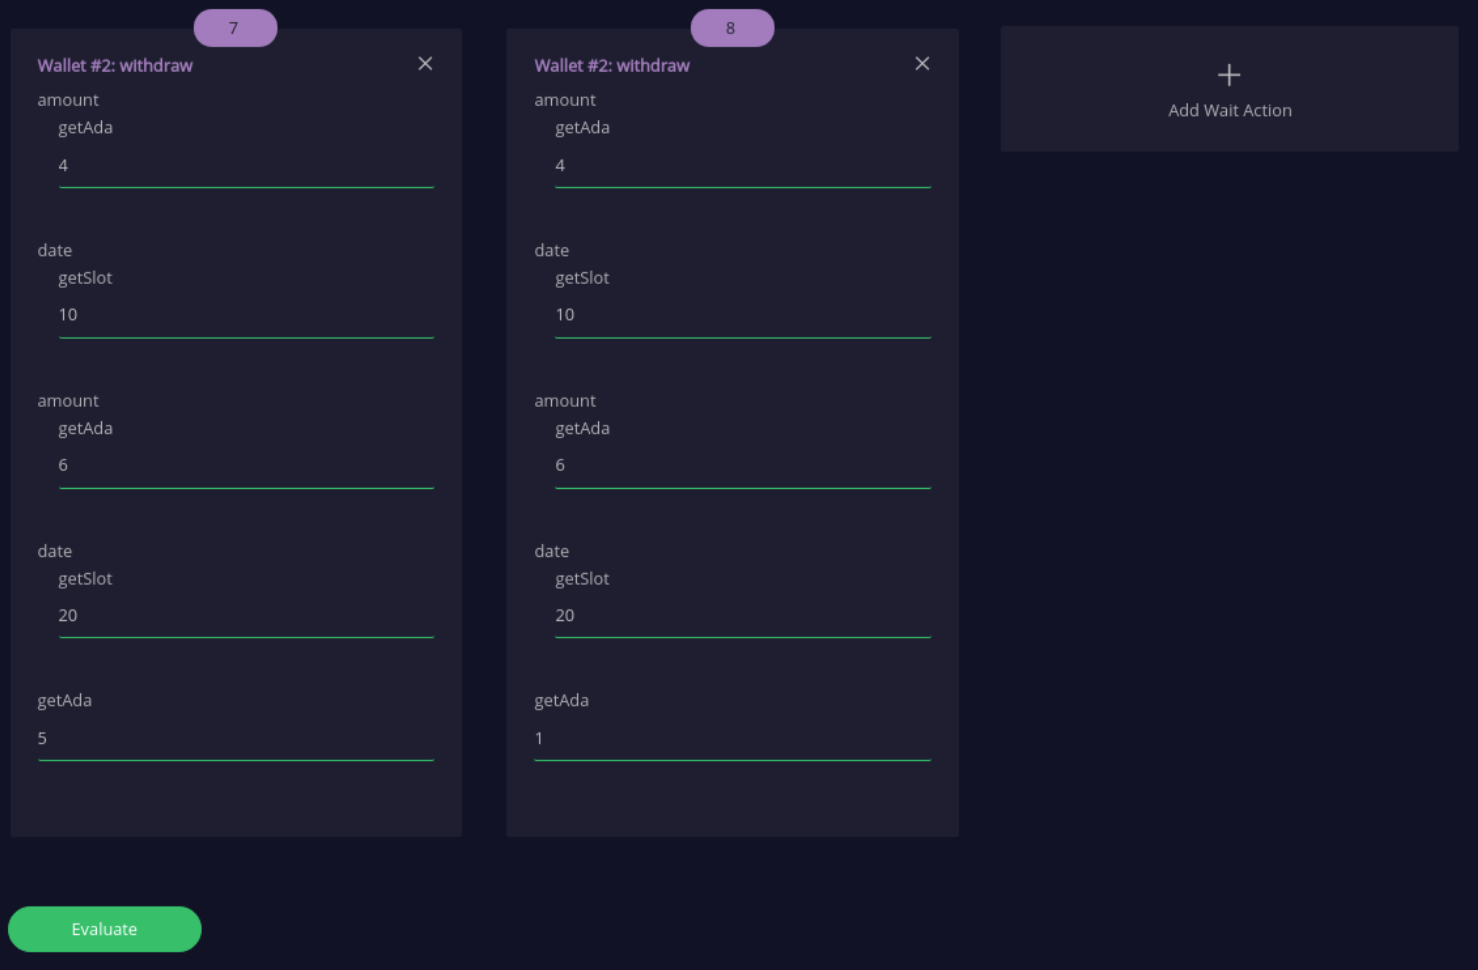 7
Wallet #2: withdraw
amount
getAda
4
date
getSlot
10
amount
getAda
6
date
getSlot
20
getAda
5
8
Wallet #2: withdraw
amount
getAda
4
date
getSlot
10
amount
getAda
6
date
getSlot
20
getAda
1
Add Wait Action
Evaluate